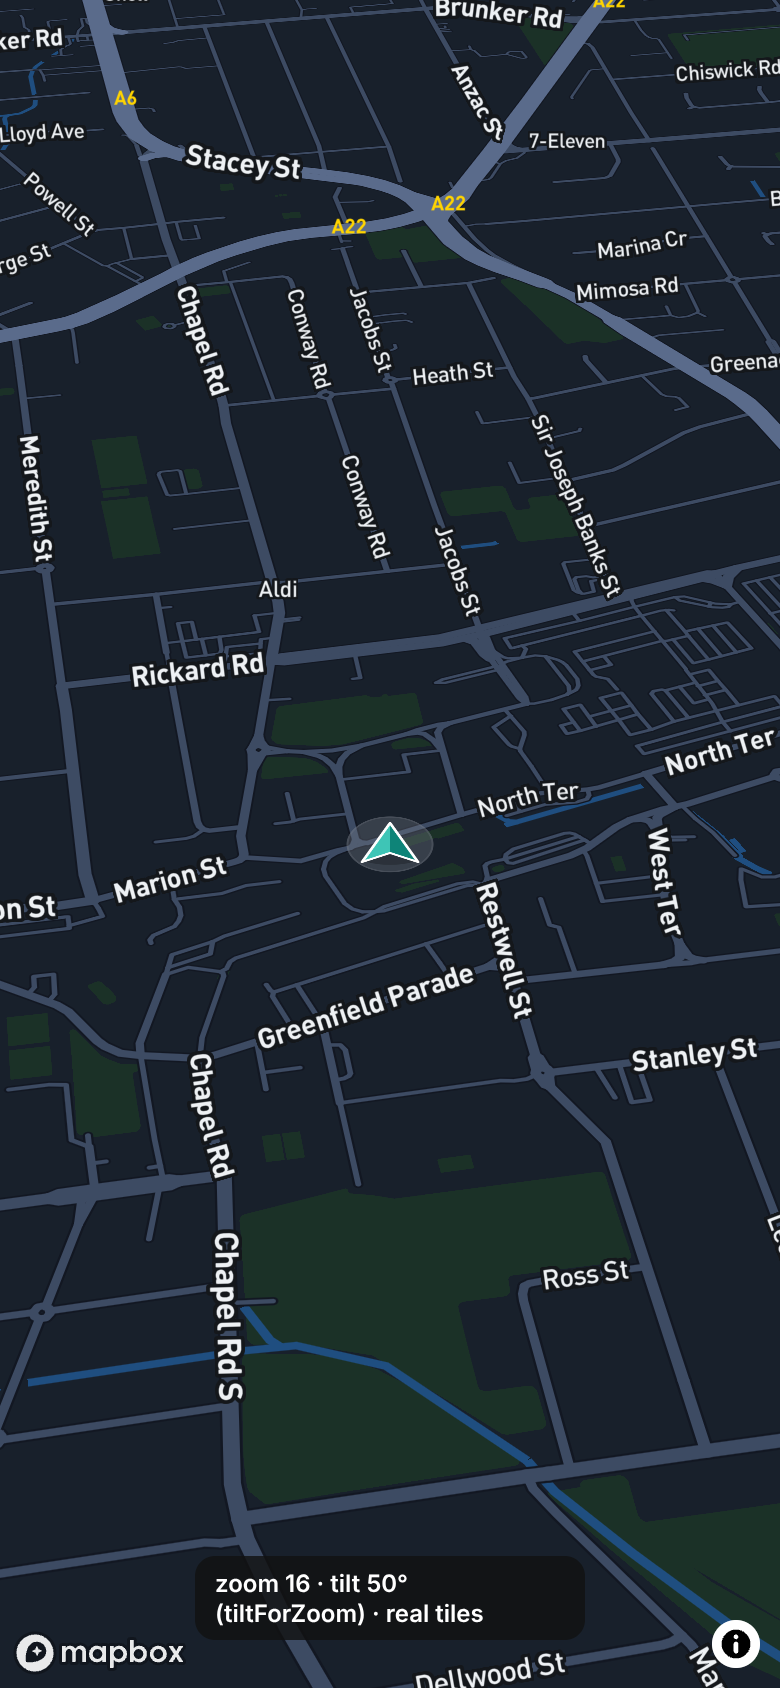 A22
Brunker Rd
ker Rd
Chiswick Rd
Anzac St
A6
Lloyd Ave
7-Eleven
Stacey St
Powell St
A22
A22
Marina Cr
rge St
Mimosa Rd
Chapel Rd
Conway Rd
Jacobs St
Heath St
Greena
Meredith St
Sir Joseph Banks St
Conway Rd
Jacobs St
Aldi
Rickard Rd
North Ter
North Ter
Marion St
on St
West Ter
Restwell St
Greenfield Parade
Stanley St
Chapel Rd
Ross St
Chapel Rd S
zoom 16 · tilt 50°
(tiltForZoom) · real tiles
mapbox
Dellwood St